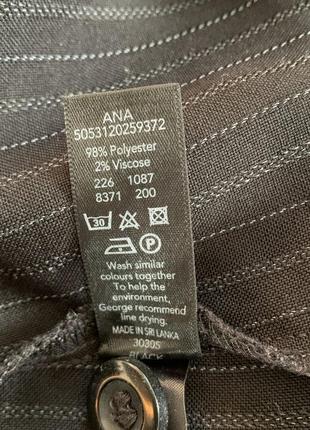 ANA
5053120259372
98% Polyester
2% Viscose
226 1087
8371 200
30
P
Wash similar
colours together
To help the
environment,
George recommend
line drying.
MADE IN SRI LANKA
30305
BLACK